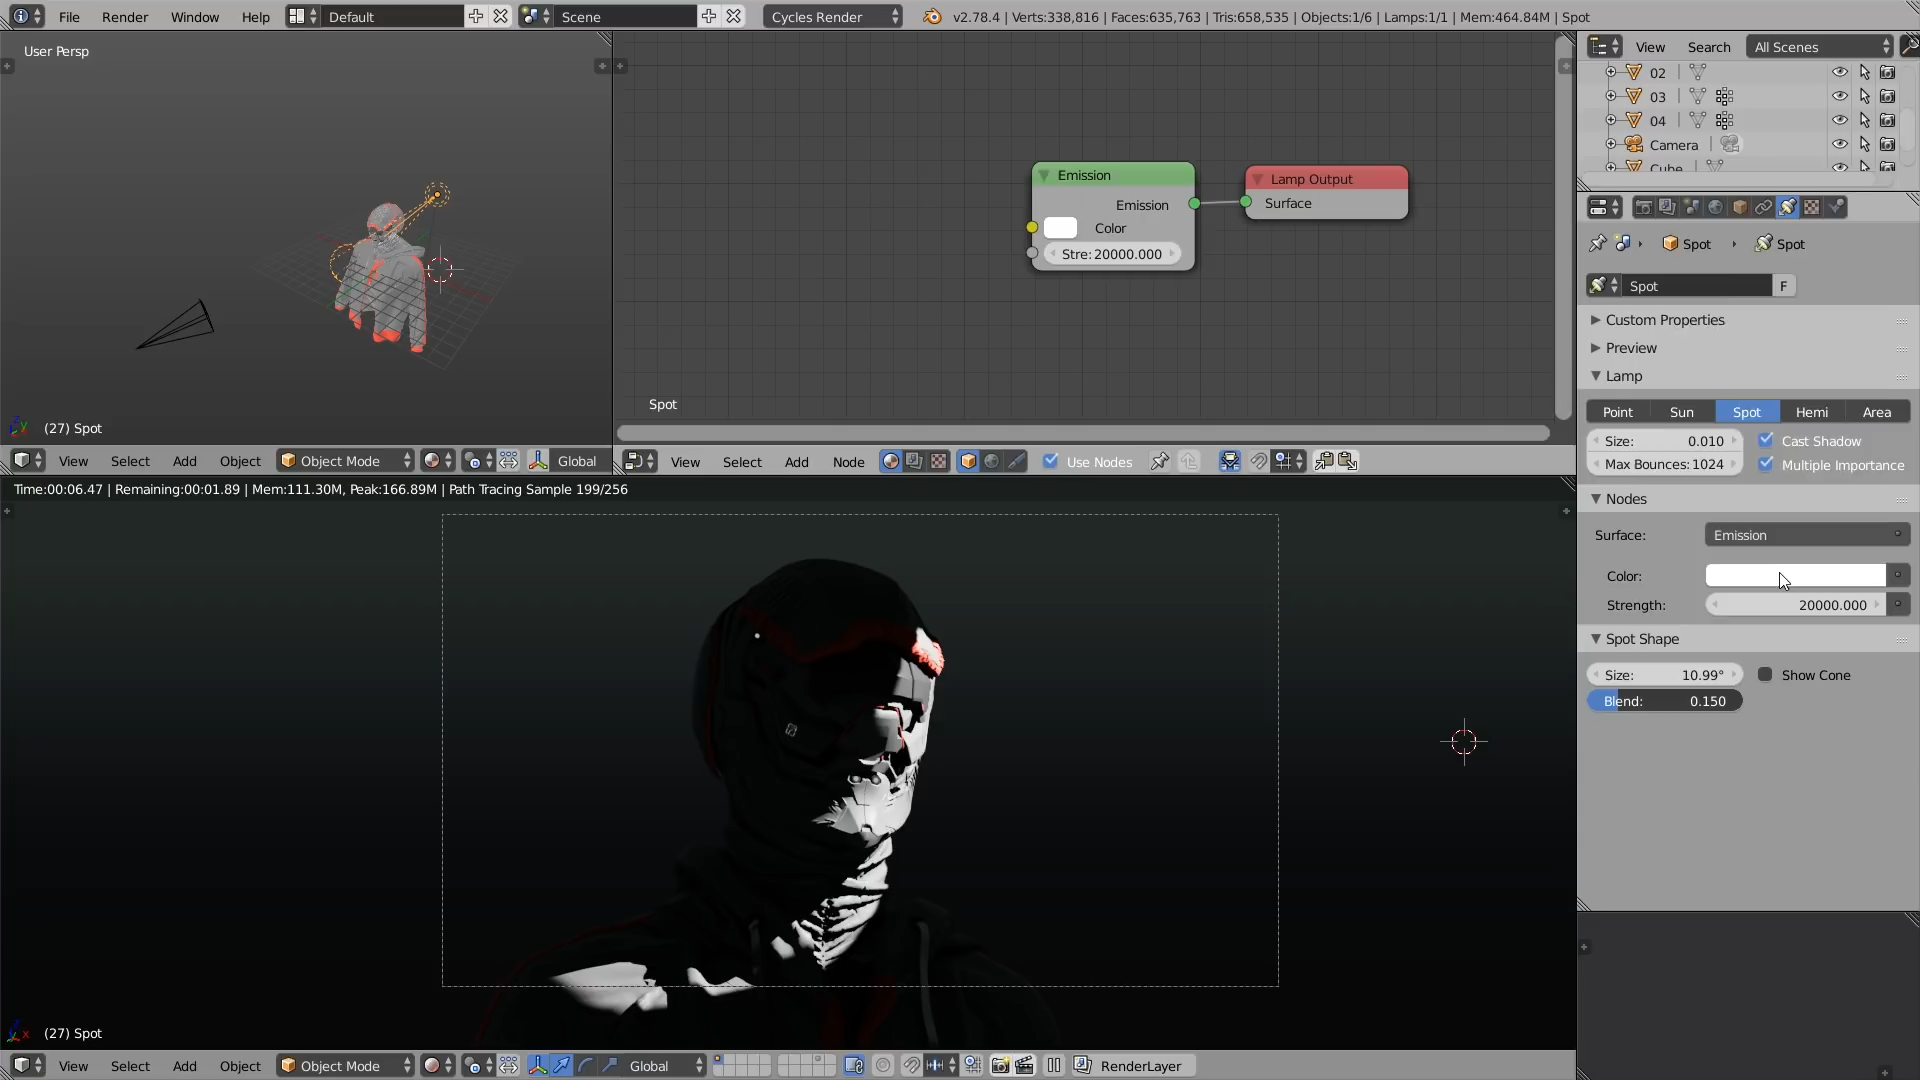 File Render Window Help Default Scene Cycles Render v2.78.4 | Verts:338,816 | Faces:635,763 | Tris:658,535 | Objects:1/6 | Lamps:1/1 | Mem:464.84M | Spot
User Persp
(27) Spot
View Select Add Object Object Mode Global
Emission
Emission
Color
Stre: 20000.000
Lamp Output
Surface
Spot
View Select Add Node Use Nodes
View Search All Scenes
02
03
04
Camera
Cube
Spot Spot
Spot F
Custom Properties
Preview
Lamp
Point Sun Spot Hemi Area
Size: 0.010 Cast Shadow
Max Bounces: 1024 Multiple Importance
Nodes
Surface: Emission
Color:
Strength: 20000.000
Spot Shape
Size: 10.99° Show Cone
Blend: 0.150
Time:00:06.47 | Remaining:00:01.89 | Mem:111.30M, Peak:166.89M | Path Tracing Sample 199/256
(27) Spot
View Select Add Object Object Mode Global RenderLayer